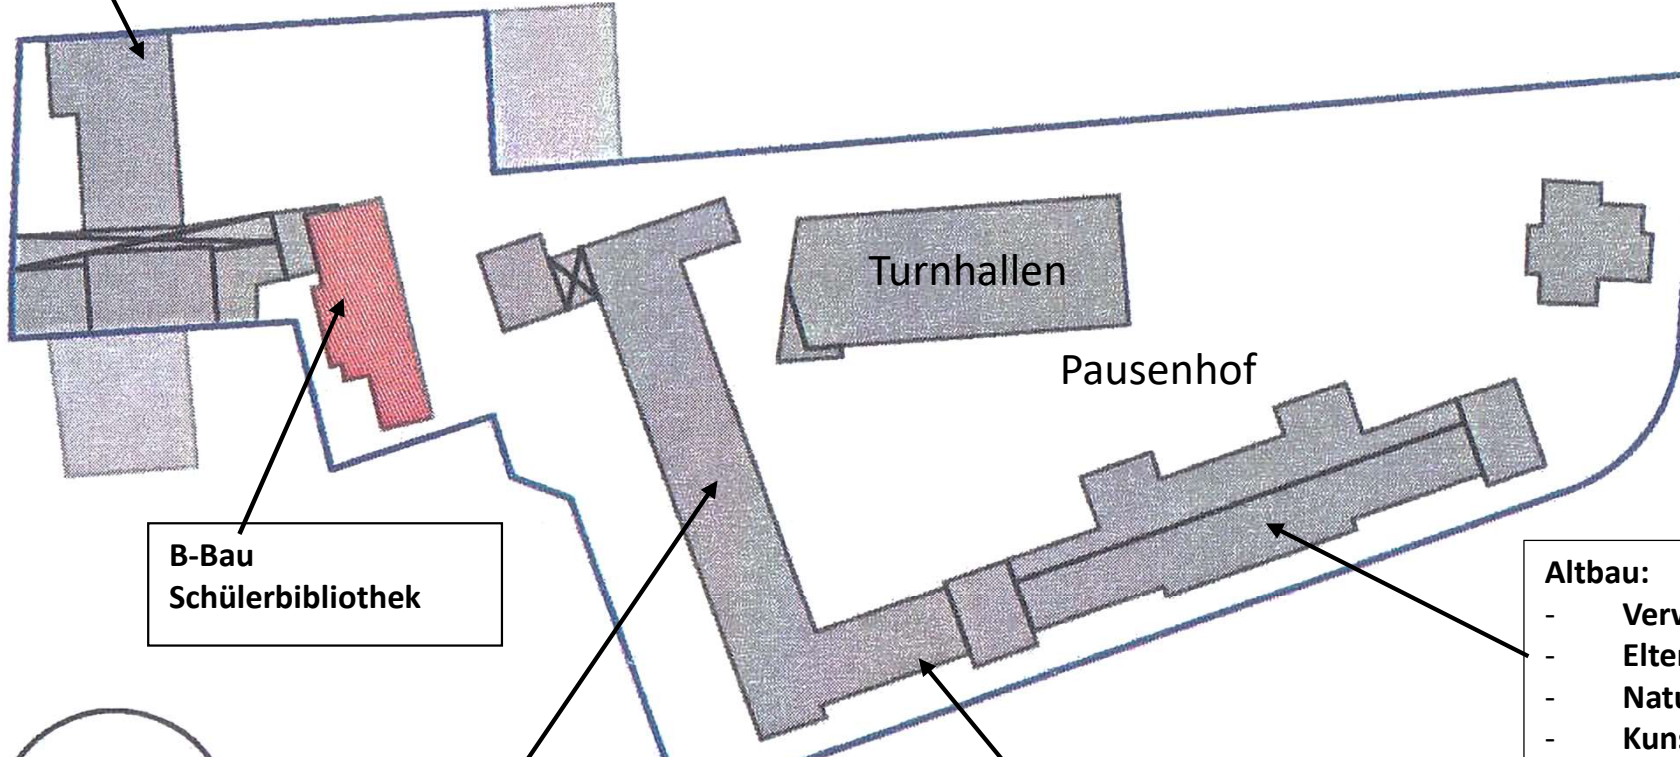 Turnhallen
Pausenhof
B-Bau
Schülerbibliothek
Altbau:
-
-
-
-